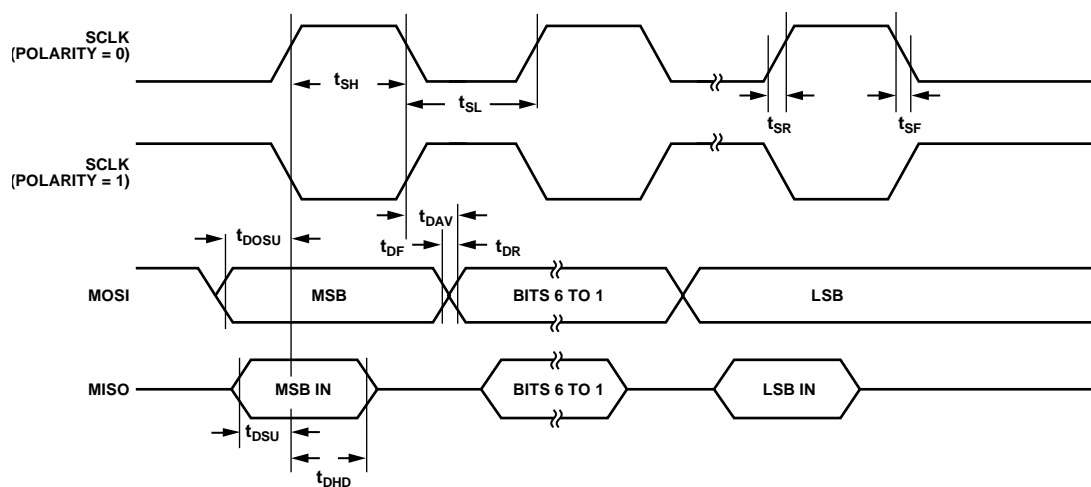 SCLK
(POLARITY = 0)
tSH
tSL
tSR
tSF
SCLK
(POLARITY = 1)
tDAV
tDOSU
tDF
tDR
MOSI
MSB
BITS 6 TO 1
LSB
MISO
MSB IN
BITS 6 TO 1
LSB IN
tDSU
tDHD